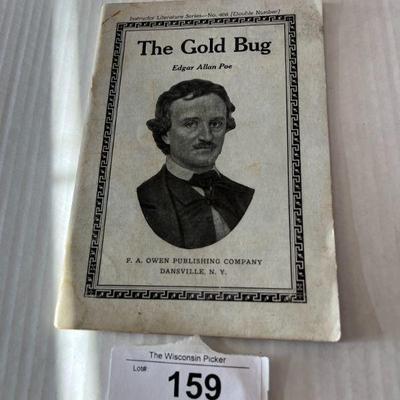 Instructor Literature Series—No. 406 [Double Number]
The Gold Bug
Edgar Allan Poe
F. A. OWEN PUBLISHING COMPANY
DANSVILLE, N. Y.
The Wisconsin Picker
Lot#
159